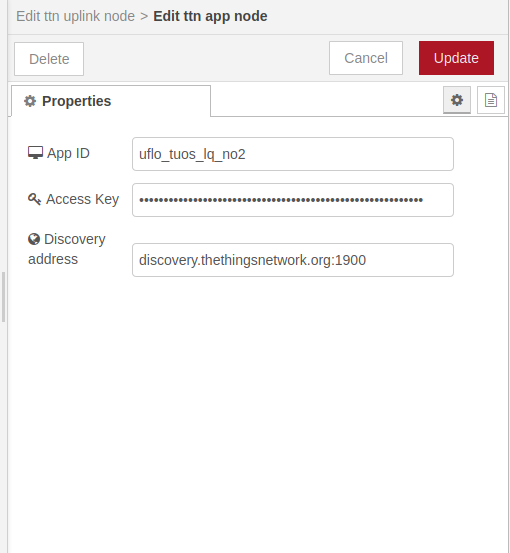 Edit ttn uplink node > Edit ttn app node
Delete
Cancel
Update
Properties
App ID
uflo_tuos_lq_no2
Access Key
••••••••••••••••••••••••••••••••••••••••••••••••••••••••••
Discovery
address
discovery.thethingsnetwork.org:1900